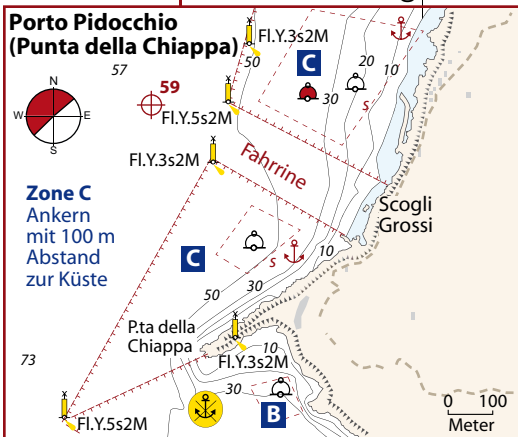 Porto Pidocchio
(Punta della Chiappa)
Fl.Y.3s2M
57
50
C
20
10
59
30
s
Fl.Y.5s2M
N
W
E
S
Fl.Y.3s2M
Fahrrine
Zone C
Ankern
mit 100 m
Abstand
zur Küste
Scogli
Grossi
C
s
10
30
50
P.ta della
Chiappa
10
Fl.Y.3s2M
73
30
B
Fl.Y.5s2M
0 100
Meter